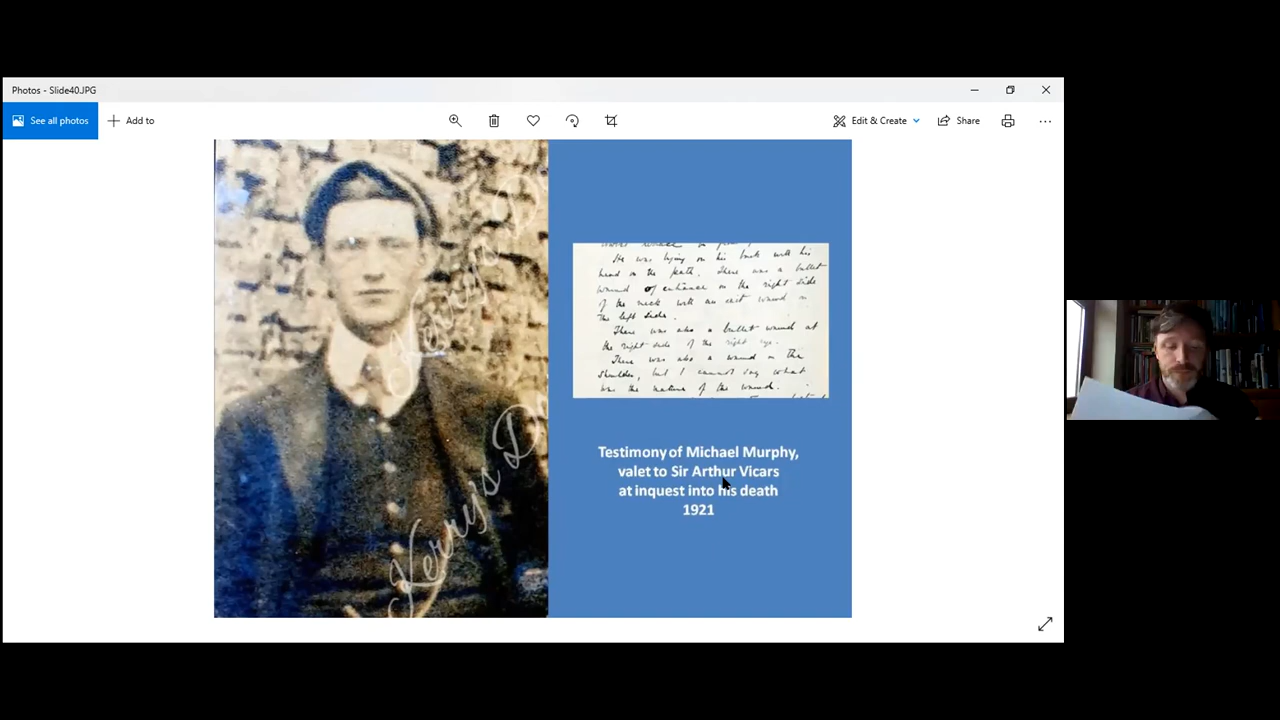 Photos - Slide40.JPG
See all photos
Add to
Edit & Create
Share
Kerry's D
Kerry's D
He was lying on his back with his
head on the path. There was a bullet
wound of entrance on the right side
of the neck with an exit wound on
the left side.
There was also a bullet wound at
the right side of the right eye.
There was also a wound on the
shoulder, but I cannot say what
was the nature of the wound.
Testimony of Michael Murphy,
valet to Sir Arthur Vicars
at inquest into his death
1921